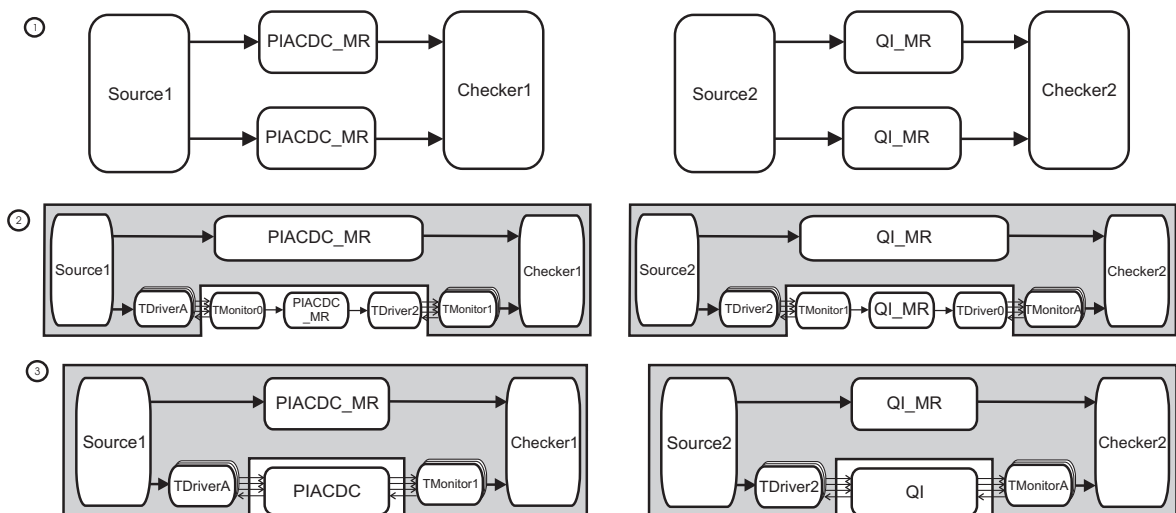 1
Source1
PIACDC_MR
PIACDC_MR
Checker1
Source2
QI_MR
QI_MR
Checker2
2
Source1
PIACDC_MR
TDriverA
TMonitor0
PIACDC
_MR
TDriver2
TMonitor1
Checker1
Source2
QI_MR
TDriver2
TMonitor1
QI_MR
TDriver0
TMonitorA
Checker2
3
Source1
PIACDC_MR
TDriverA
PIACDC
TMonitor1
Checker1
Source2
QI_MR
TDriver2
QI
TMonitorA
Checker2